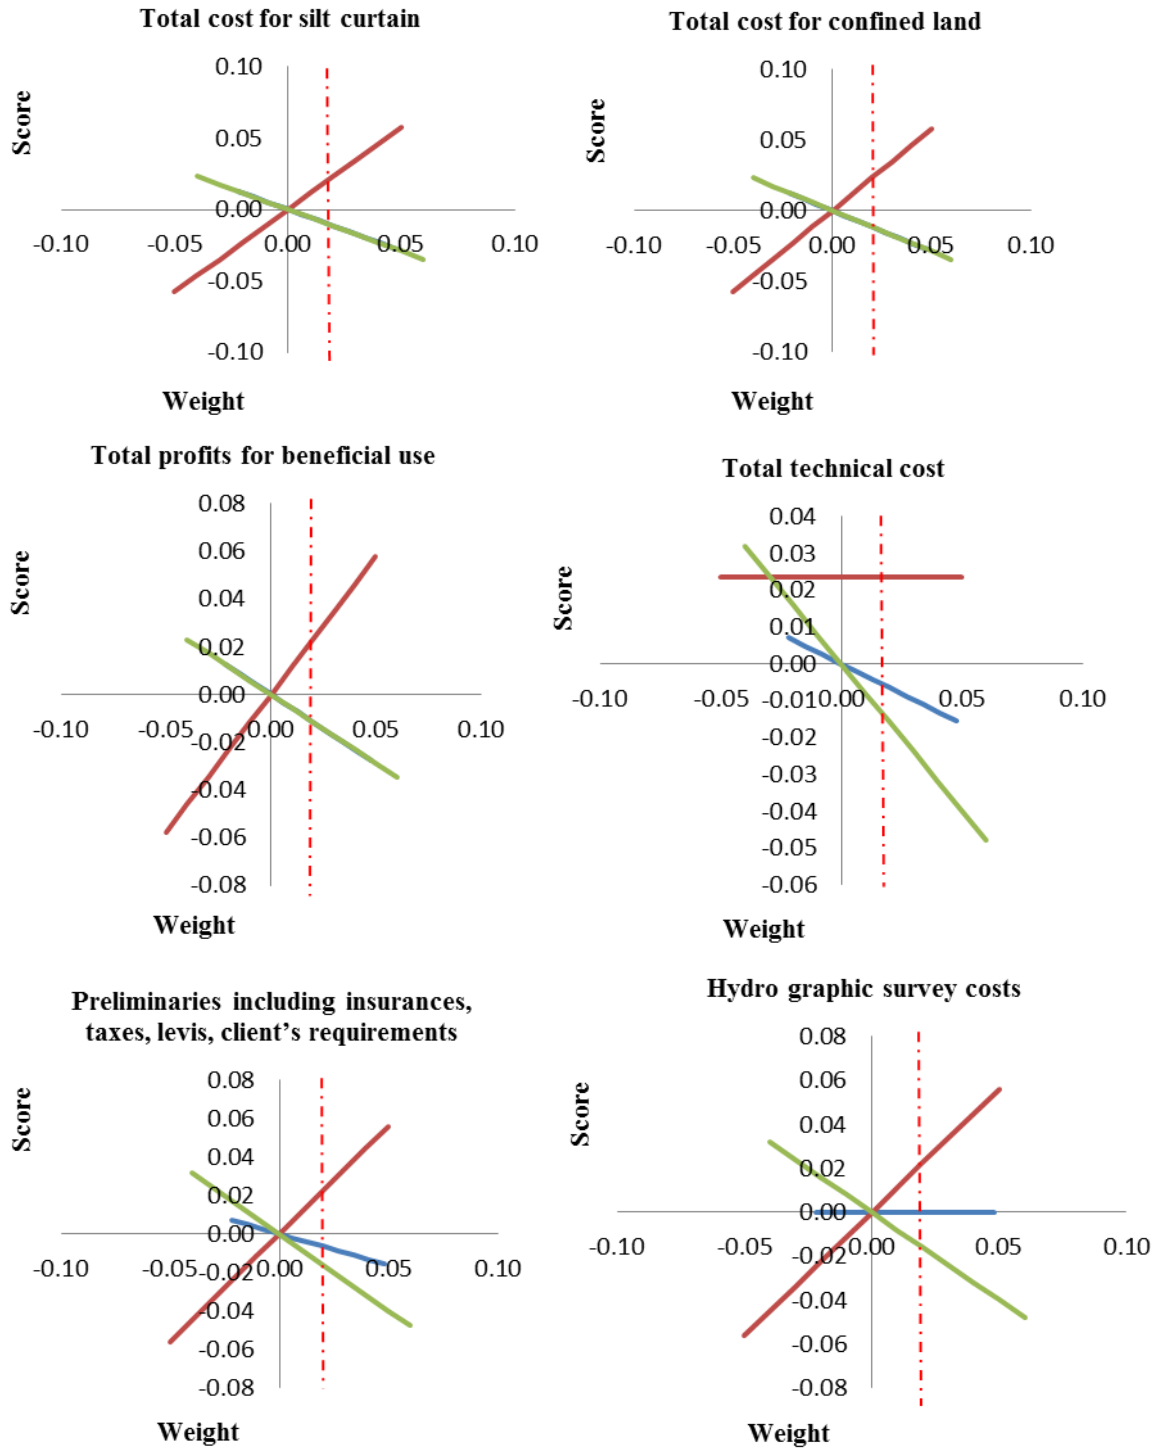 Total cost for silt curtain
Score
0.10
0.05
0.00
-0.10 -0.05 0.00 0.05 0.10
-0.05
-0.10
Weight
Total cost for confined land
Score
0.10
0.05
0.00
-0.10 -0.05 0.00 0.05 0.10
-0.05
-0.10
Weight
Total profits for beneficial use
Score
0.08
0.06
0.04
0.02
0.00
-0.10 -0.05 0.00 0.05 0.10
-0.02
-0.04
-0.06
-0.08
Weight
Total technical cost
Score
0.04
0.03
0.02
0.01
0.00
-0.10 -0.05 0.00 0.05 0.10
-0.01
-0.02
-0.03
-0.04
-0.05
-0.06
Weight
Preliminaries including insurances,
taxes, levis, client's requirements
Score
0.08
0.06
0.04
0.02
0.00
-0.10 -0.05 0.00 0.05 0.10
-0.02
-0.04
-0.06
-0.08
Weight
Hydro graphic survey costs
Score
0.08
0.06
0.04
0.02
0.00
-0.10 -0.05 0.00 0.05 0.10
-0.02
-0.04
-0.06
-0.08
Weight